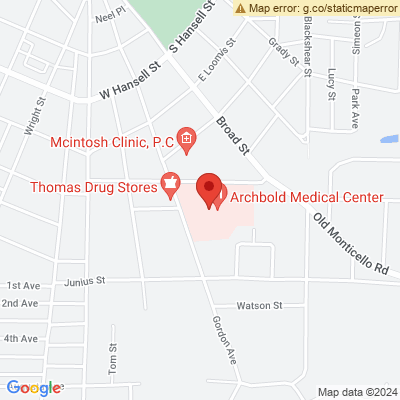 Map error: g.co/staticmaperror
Neel Pl
S Hansell St
W Hansell St
E Loomis St
Grady St
Blackshear St
Lucy St
Park Ave
Simeon S
Wright St
Broad St
Mcintosh Clinic, P.C
Thomas Drug Stores
Archbold Medical Center
Old Monticello Rd
1st Ave
Junius St
2nd Ave
Watson St
Gordon Ave
4th Ave
Tom St
Google
Map data ©2024